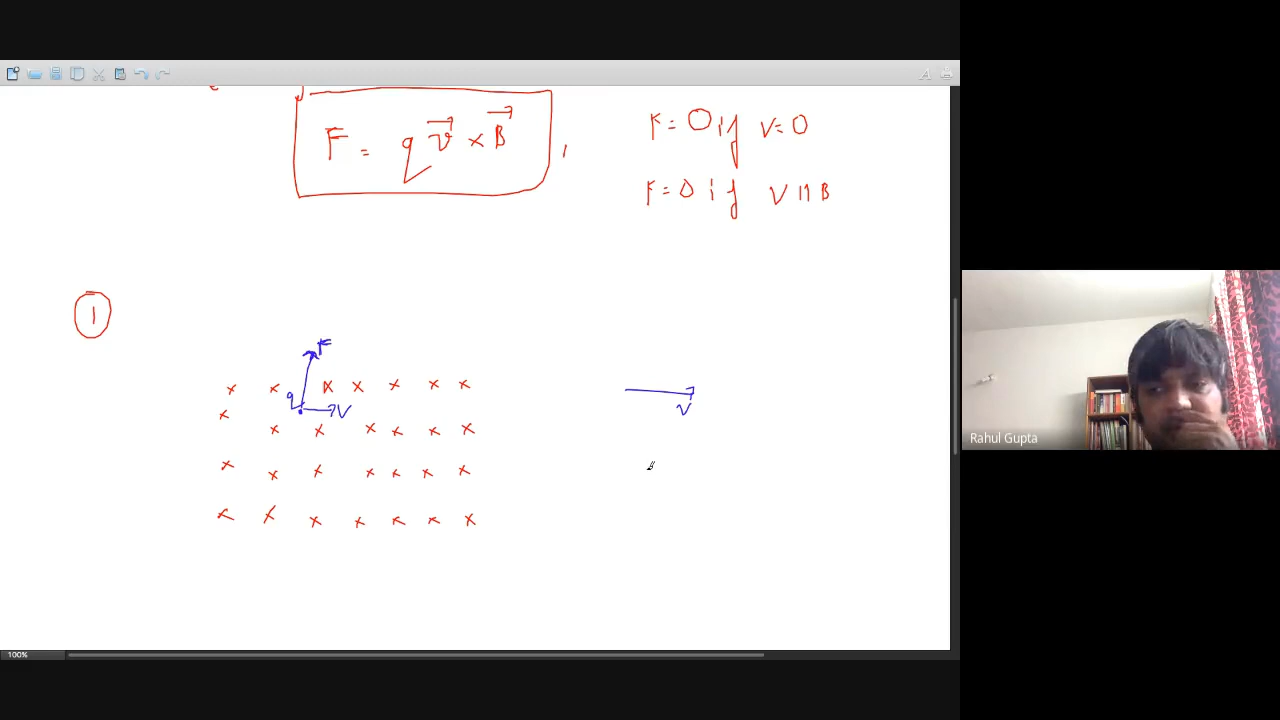 F = q v × B ,
F = 0 if v = 0
F = 0 if V || B
1
F
q
V
V
Rahul Gupta
100%